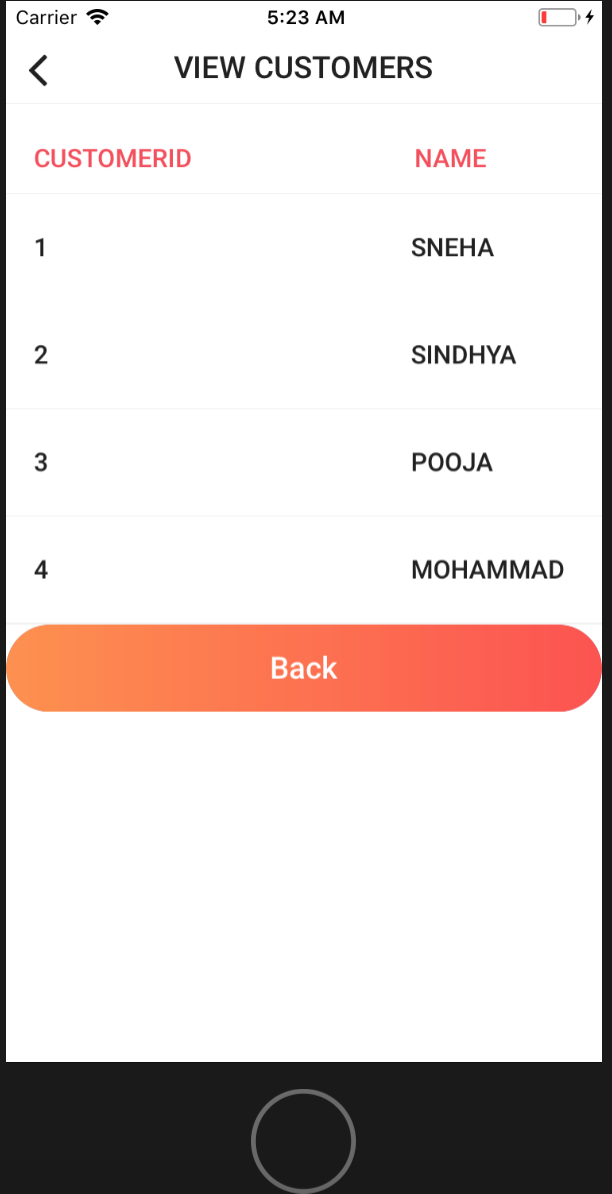 Carrier 5:23 AM
VIEW CUSTOMERS
CUSTOMERID NAME
1 SNEHA
2 SINDHYA
3 POOJA
4 MOHAMMAD
Back